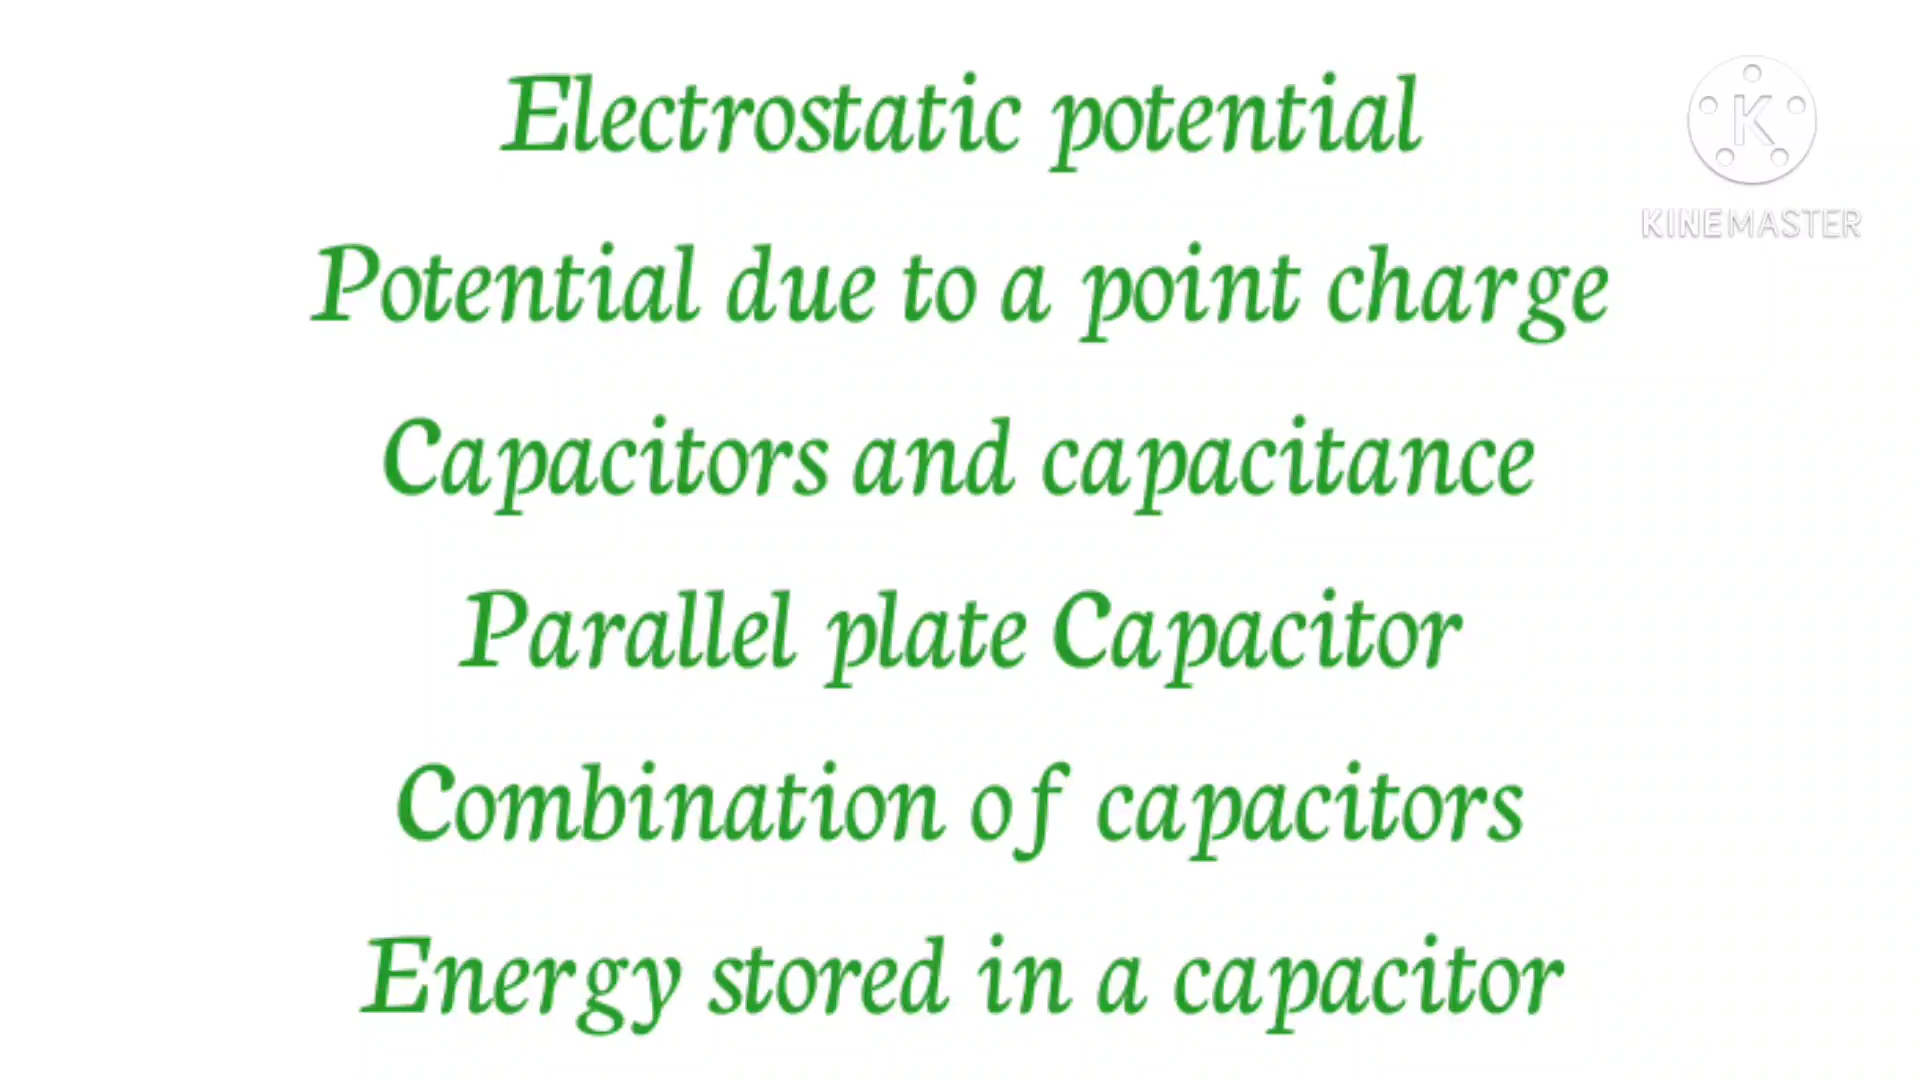 Electrostatic potential
K
KINEMASTER
Potential due to a point charge
Capacitors and capacitance
Parallel plate Capacitor
Combination of capacitors
Energy stored in a capacitor